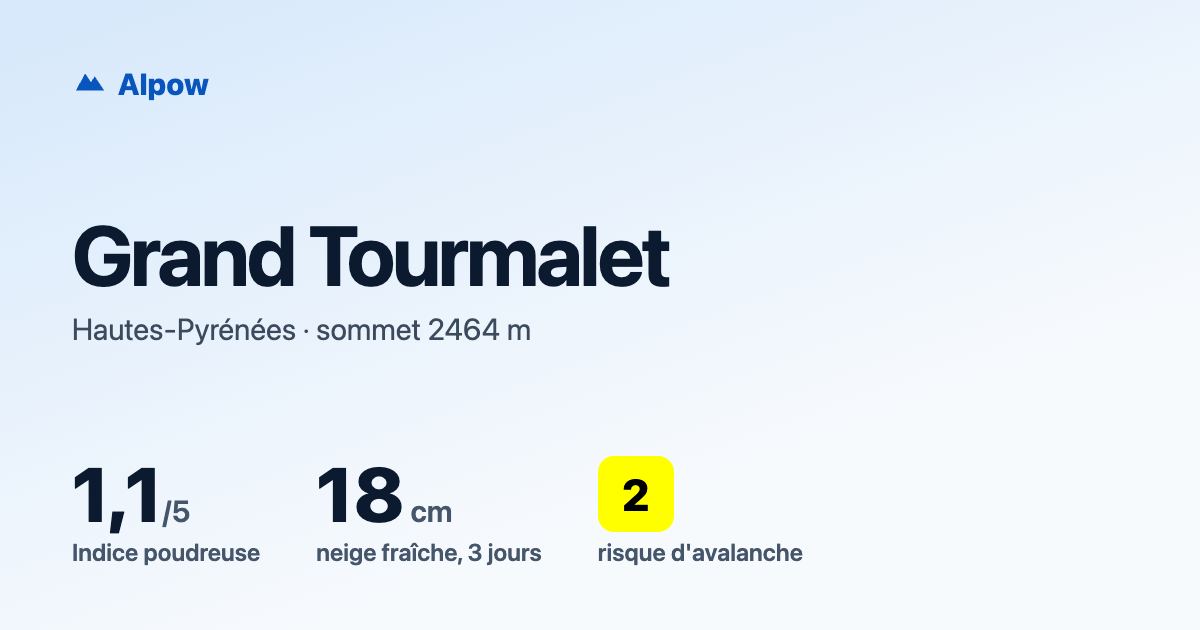 Alpow
Grand Tourmalet
Hautes-Pyrénées · sommet 2464 m
1,1/5
Indice poudreuse
18 cm
neige fraîche, 3 jours
2
risque d'avalanche